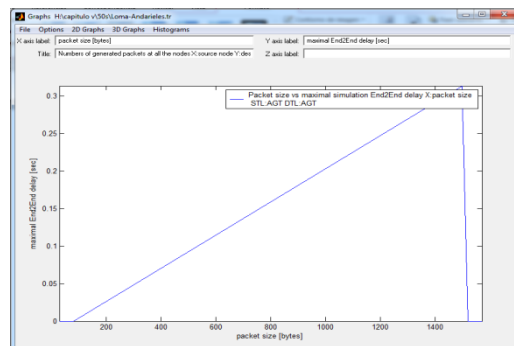 Graphs H:\capitulo v\50s\Loma-Andarieles.tr
File Options 2D Graphs 3D Graphs Histograms
X axis label: packet size [bytes] Y axis label: maximal End2End delay [sec]
Title: Numbers of generated packets at all the nodes X:source node Y:des Z axis label:
Packet size vs maximal simulation End2End delay X:packet size
STL:AGT DTL:AGT
maximal End2End delay [sec]
0.3
0.25
0.2
0.15
0.1
0.05
0
200 400 600 800 1000 1200 1400
packet size [bytes]